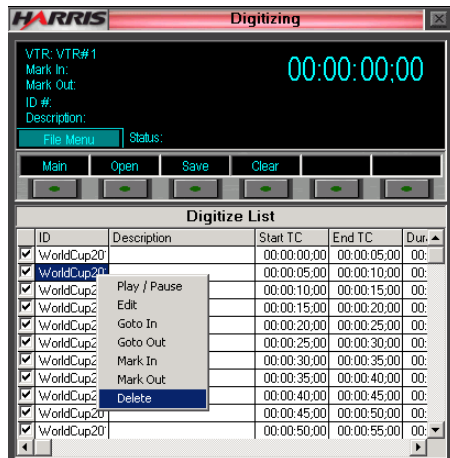 HARRIS Digitizing
VTR: VTR#1
00:00:00;00
Mark In:
Mark Out:
ID #:
Description:
File Menu Status:
Main Open Save Clear
Digitize List
ID Description Start TC End TC Dur
WorldCup20 00:00:00;00 00:00:05;00 00:
WorldCup20 00:00:05;00 00:00:10;00 00:
WorldCup2 Play / Pause 00:00:10;00 00:00:15;00 00:
WorldCup2 Edit 00:00:15;00 00:00:20;00 00:
WorldCup2 Goto In 00:00:20;00 00:00:25;00 00:
WorldCup2 Goto Out 00:00:25;00 00:00:30;00 00:
WorldCup2 Mark In 00:00:30;00 00:00:35;00 00:
WorldCup2 Mark Out 00:00:35;00 00:00:40;00 00:
WorldCup2 Delete 00:00:40;00 00:00:45;00 00:
WorldCup20 00:00:45;00 00:00:50;00 00:
WorldCup20 00:00:50;00 00:00:55;00 00: